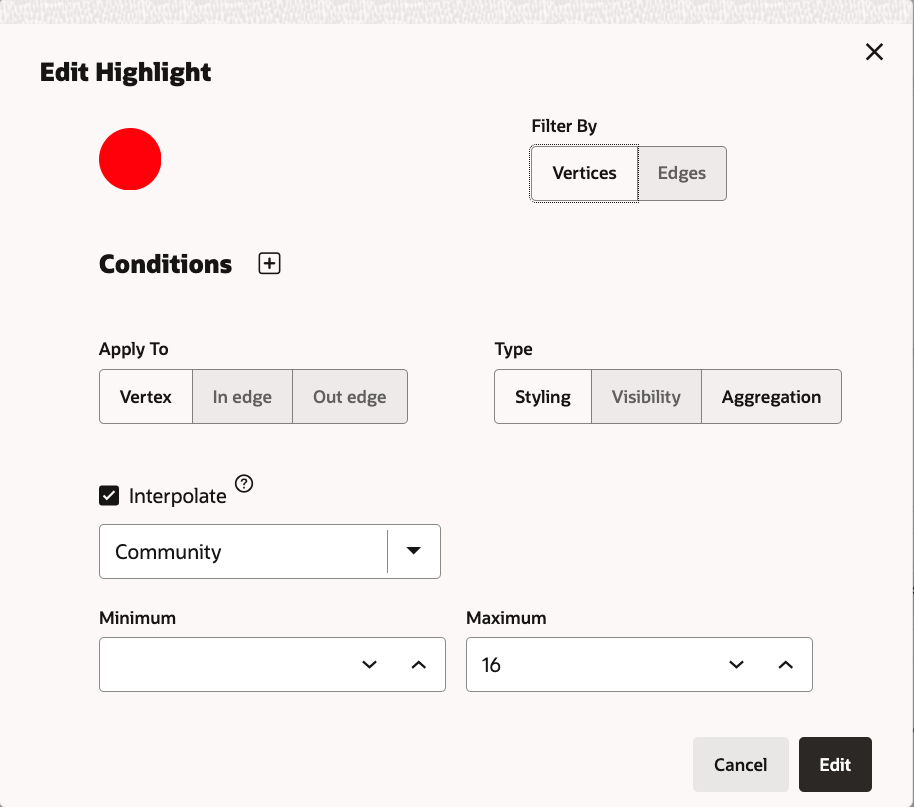 Edit Highlight
Filter By
Vertices Edges
Conditions
Apply To Type
Vertex In edge Out edge Styling Visibility Aggregation
Interpolate ?
Community
Minimum Maximum
16
Cancel Edit